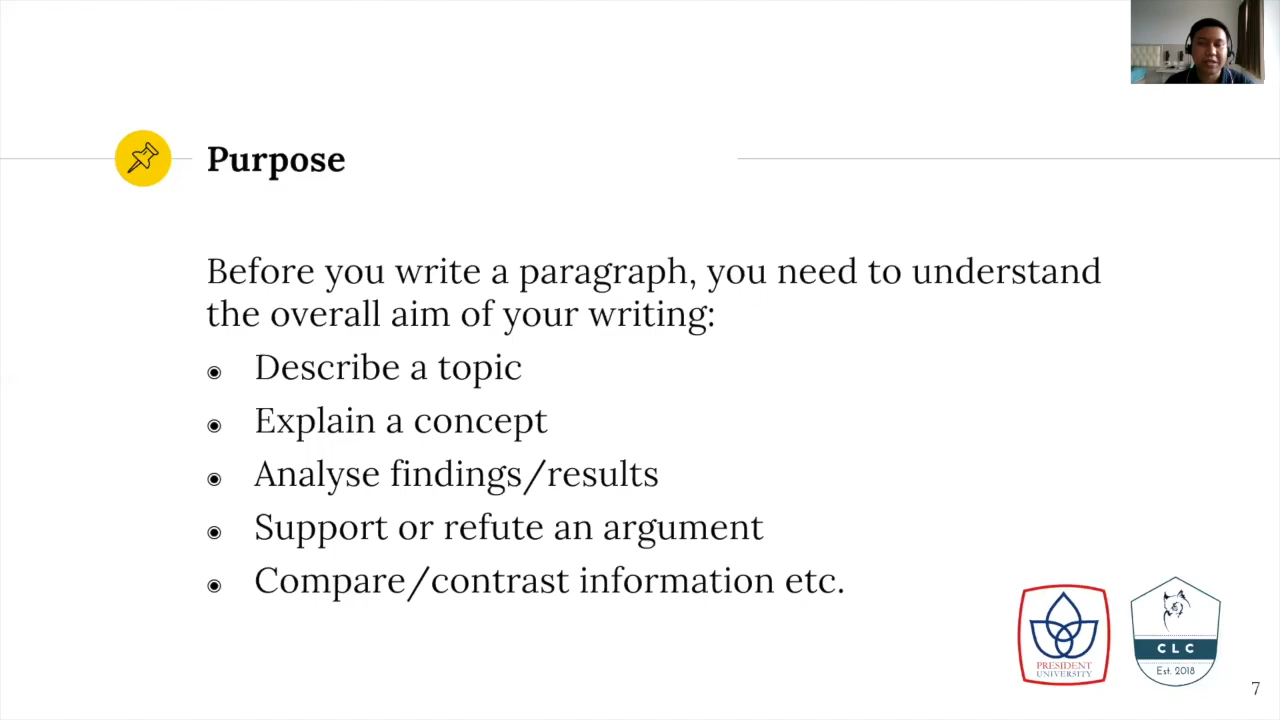 Purpose
Before you write a paragraph, you need to understand
the overall aim of your writing:
Describe a topic
Explain a concept
Analyse findings/results
Support or refute an argument
Compare/contrast information etc.
PRESIDENT
UNIVERSITY
CLC
Est. 2018
7